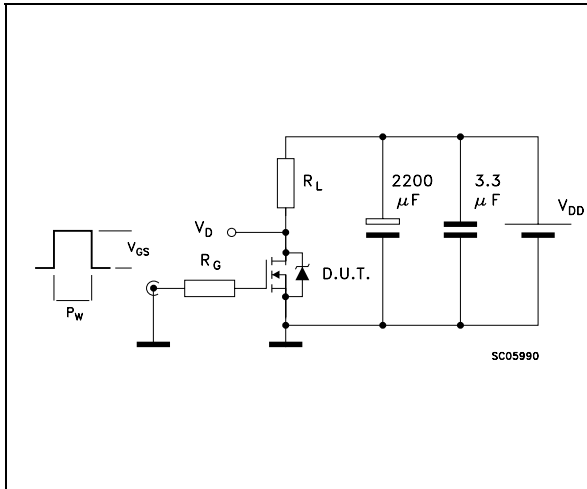 R_L
2200
μF
3.3
μF
V_DD
V_D
V_GS
R_G
D.U.T.
P_W
SC05990